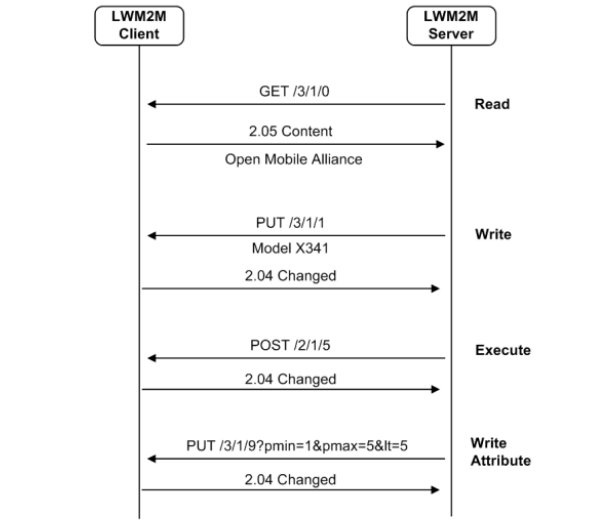 LWM2M
Client
LWM2M
Server
GET /3/1/0
Read
2.05 Content
Open Mobile Alliance
PUT /3/1/1
Write
Model X341
2.04 Changed
POST /2/1/5
Execute
2.04 Changed
PUT /3/1/9?pmin=1&pmax=5&lt=5
Write
Attribute
2.04 Changed